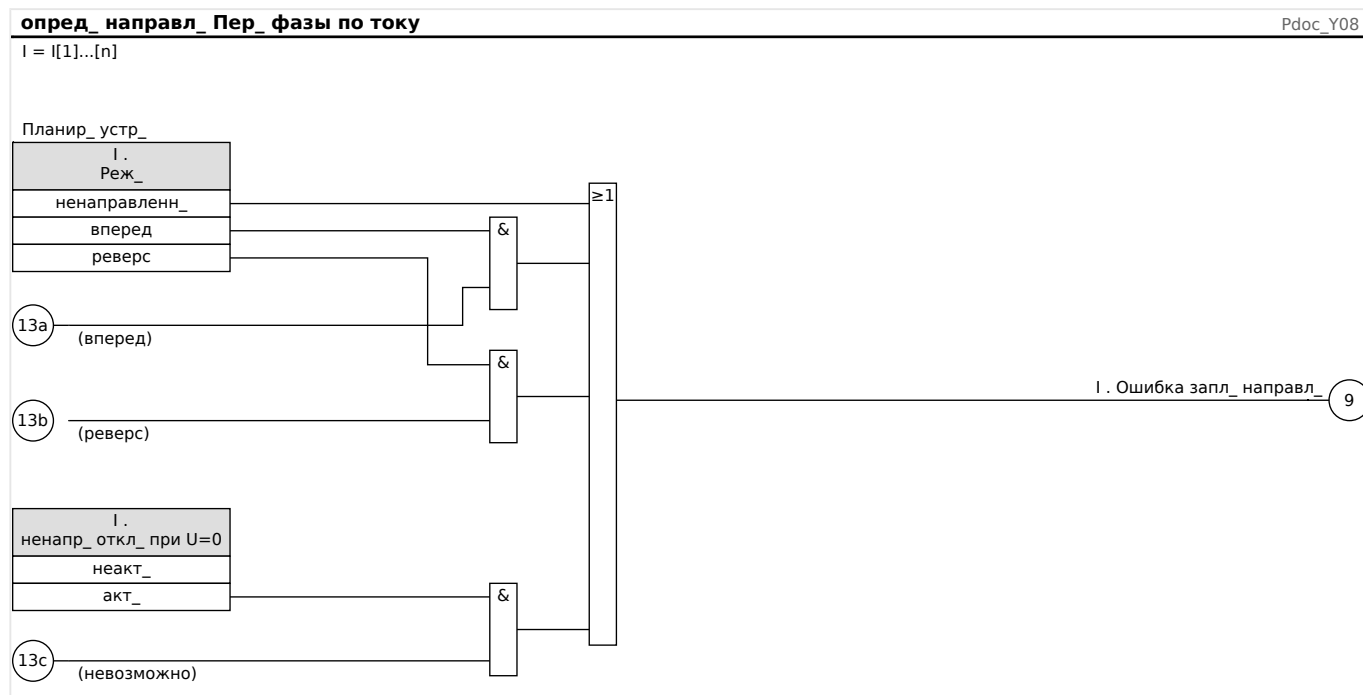 опред_ направл_ Пер_ фазы по току
Pdoc_Y08
I = I[1]...[n]
Планир_ устр_
I .
Реж_
ненаправленн_
вперед
реверс
≥1
&
13a
(вперед)
&
13b
(реверс)
I . Ошибка запл_ направл_
9
I .
ненапр_ откл_ при U=0
неакт_
акт_
&
13c
(невозможно)